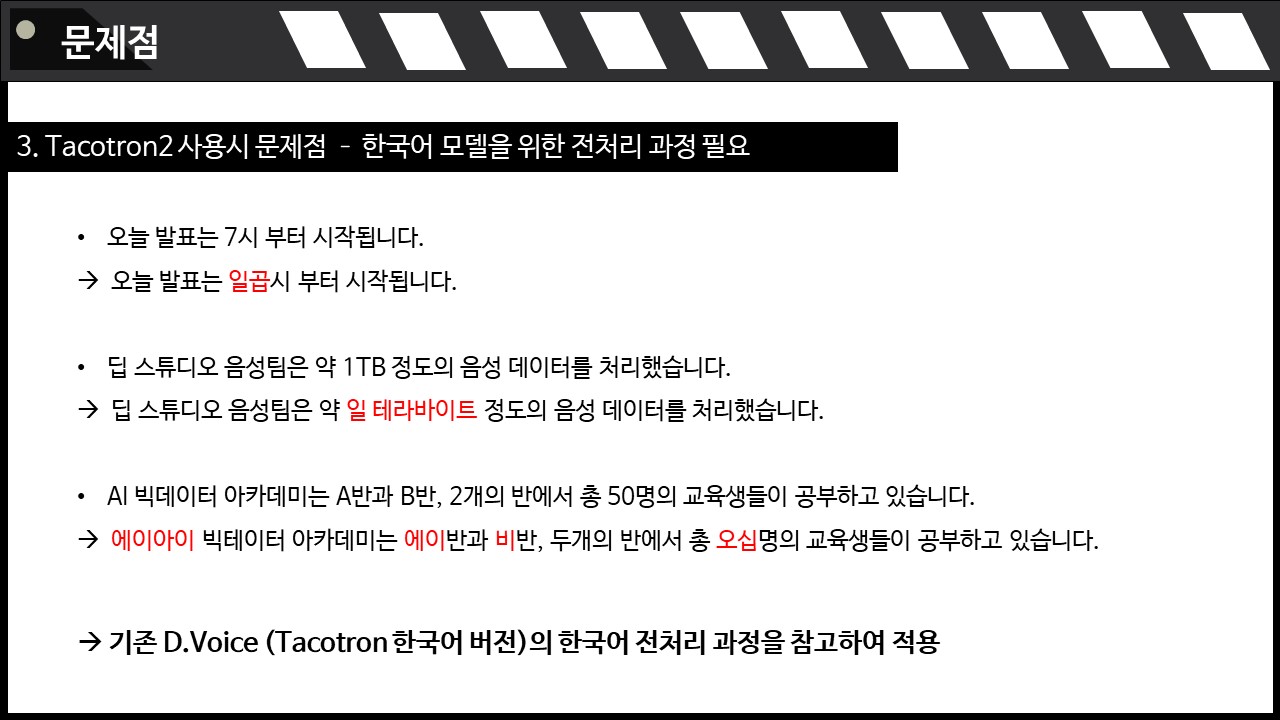 문제점
3. Tacotron2 사용시 문제점 - 한국어 모델을 위한 전처리 과정 필요
• 오늘 발표는 7시 부터 시작됩니다.
→ 오늘 발표는 일곱시 부터 시작됩니다.
• 딥 스튜디오 음성팀은 약 1TB 정도의 음성 데이터를 처리했습니다.
→ 딥 스튜디오 음성팀은 약 일 테라바이트 정도의 음성 데이터를 처리했습니다.
• AI 빅데이터 아카데미는 A반과 B반, 2개의 반에서 총 50명의 교육생들이 공부하고 있습니다.
→ 에이아이 빅테이터 아카데미는 에이반과 비반, 두개의 반에서 총 오십명의 교육생들이 공부하고 있습니다.
→ 기존 D.Voice (Tacotron 한국어 버전)의 한국어 전처리 과정을 참고하여 적용